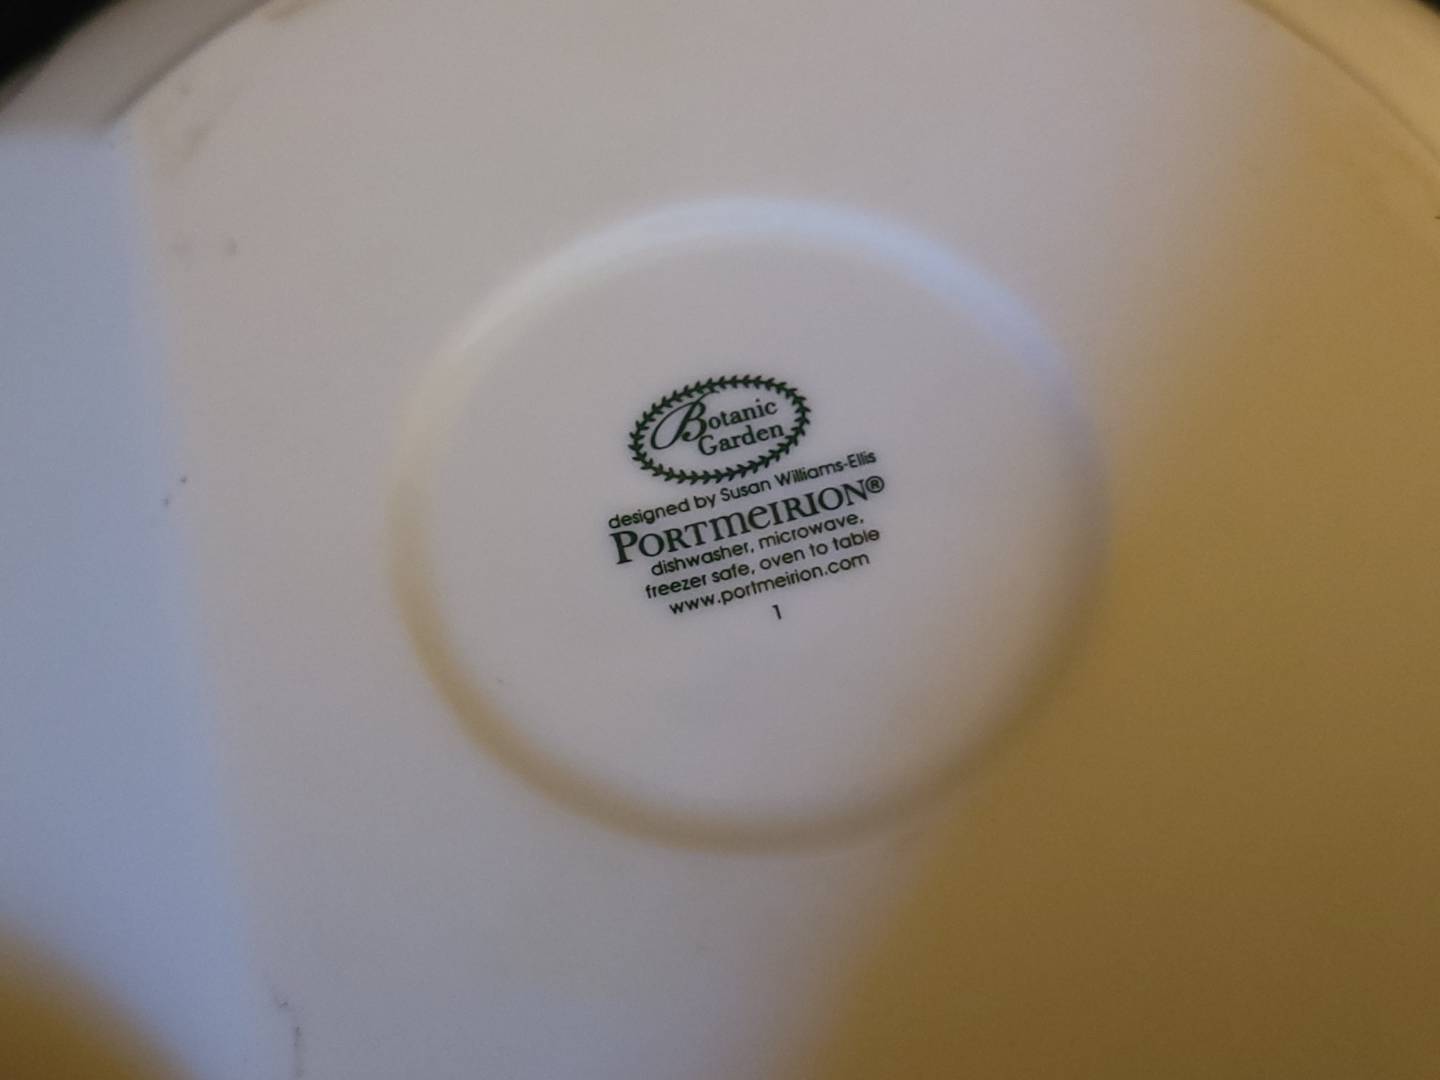 Botanic
Garden
designed by Susan Williams-Ellis
PORTMEIRION®
dishwasher, microwave,
freezer safe, oven to table
www.portmeirion.com
1